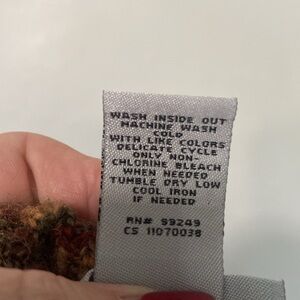 WASH INSIDE OUT
MACHINE WASH
COLD
WITH LIKE COLORS
DELICATE CYCLE
ONLY NON-
CHLORINE BLEACH
WHEN NEEDED
TUMBLE DRY LOW
COOL IRON
IF NEEDED
RN# 99249
CS 11070038